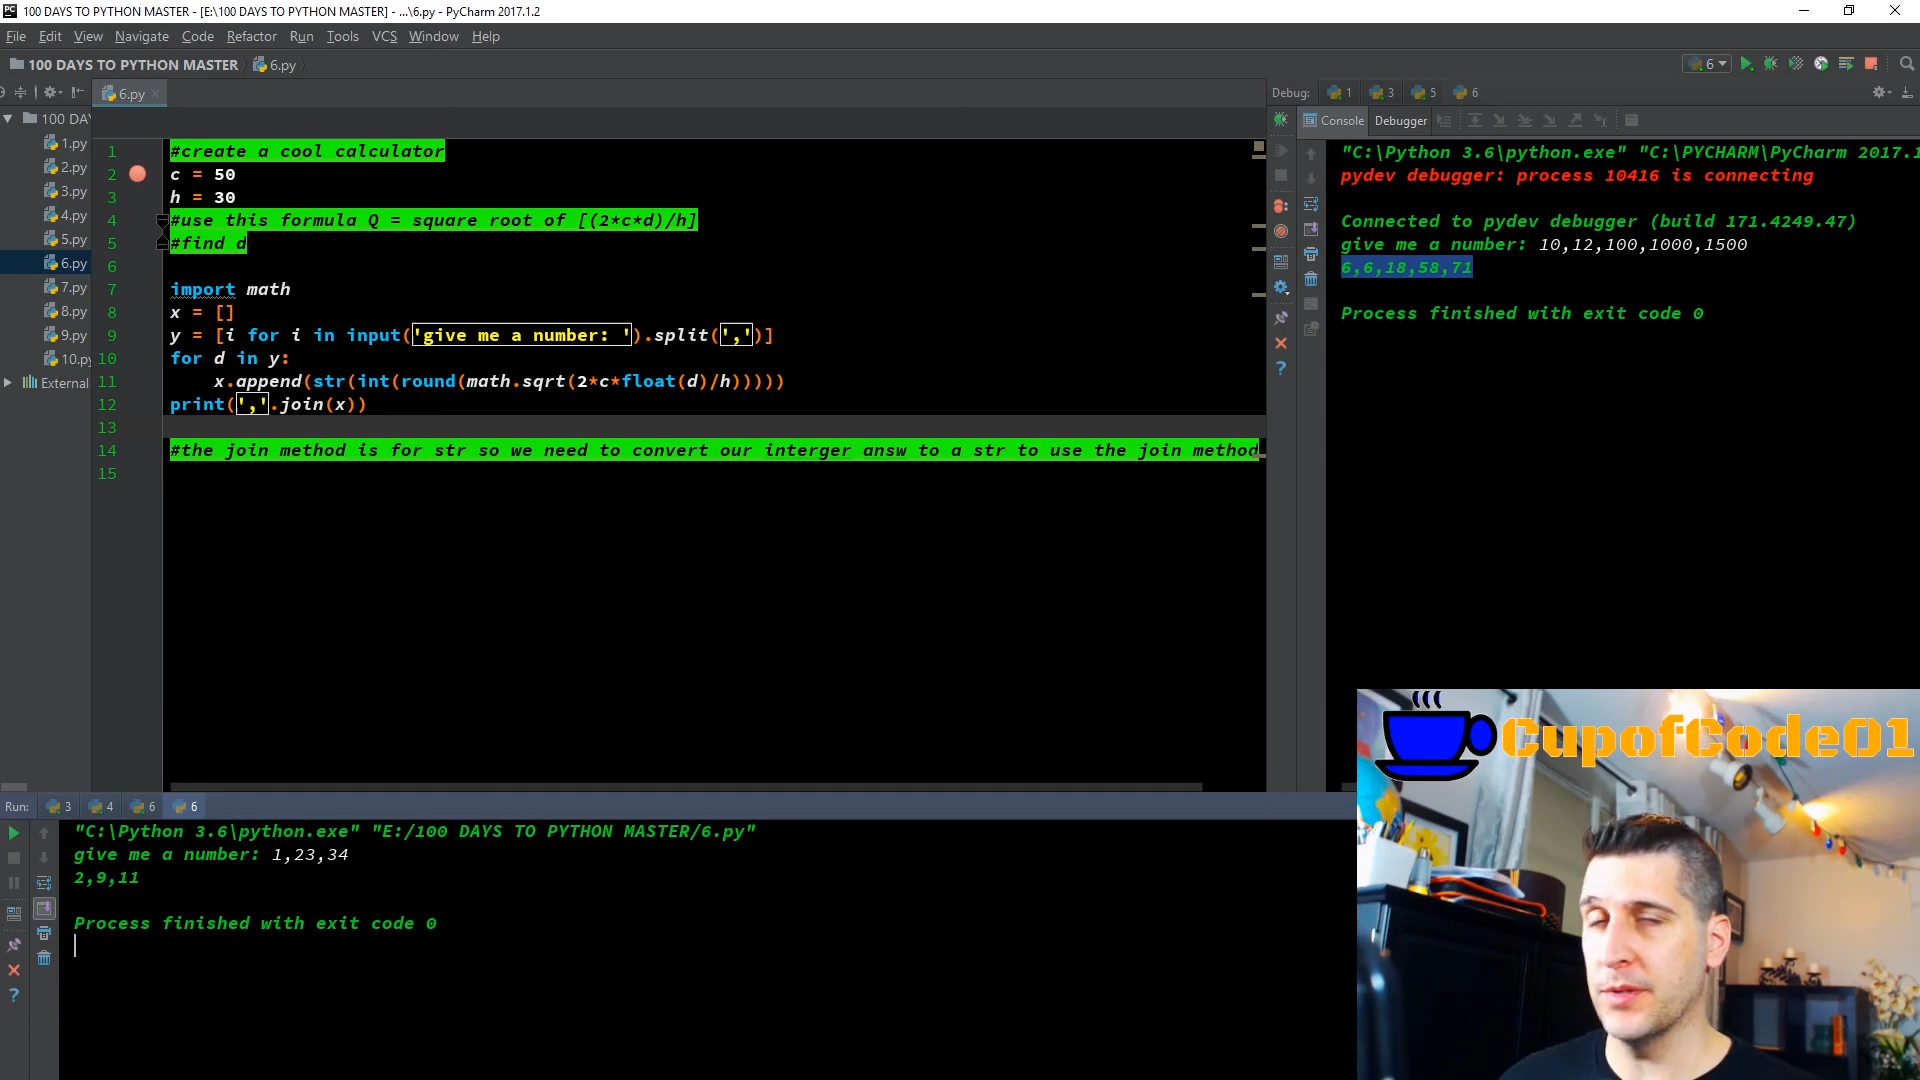 100 DAYS TO PYTHON MASTER - [E:\100 DAYS TO PYTHON MASTER] - ...\6.py - PyCharm 2017.1.2
File Edit View Navigate Code Refactor Run Tools VCS Window Help
100 DAYS TO PYTHON MASTER 6.py
6
6.py
100 DAY
1.py
2.py
3.py
4.py
5.py
6.py
7.py
8.py
9.py
10.py
External
1 #create a cool calculator
2 c = 50
3 h = 30
4 #use this formula Q = square root of [(2*c*d)/h]
5 #find d
6
7 import math
8 x = []
9 y = [i for i in input('give me a number: ').split(',')]
10 for d in y:
11 x.append(str(int(round(math.sqrt(2*c*float(d)/h)))))
12 print(','.join(x))
13
14 #the join method is for str so we need to convert our interger answ to a str to use the join method
15
Debug: 1 3 5 6
Console Debugger
"C:\Python 3.6\python.exe" "C:\PYCHARM\PyCharm 2017.1
pydev debugger: process 10416 is connecting
Connected to pydev debugger (build 171.4249.47)
give me a number: 10,12,100,1000,1500
6,6,18,58,71
Process finished with exit code 0
CupofCode01
Run: 3 4 6 6
"C:\Python 3.6\python.exe" "E:/100 DAYS TO PYTHON MASTER/6.py"
give me a number: 1,23,34
2,9,11
Process finished with exit code 0